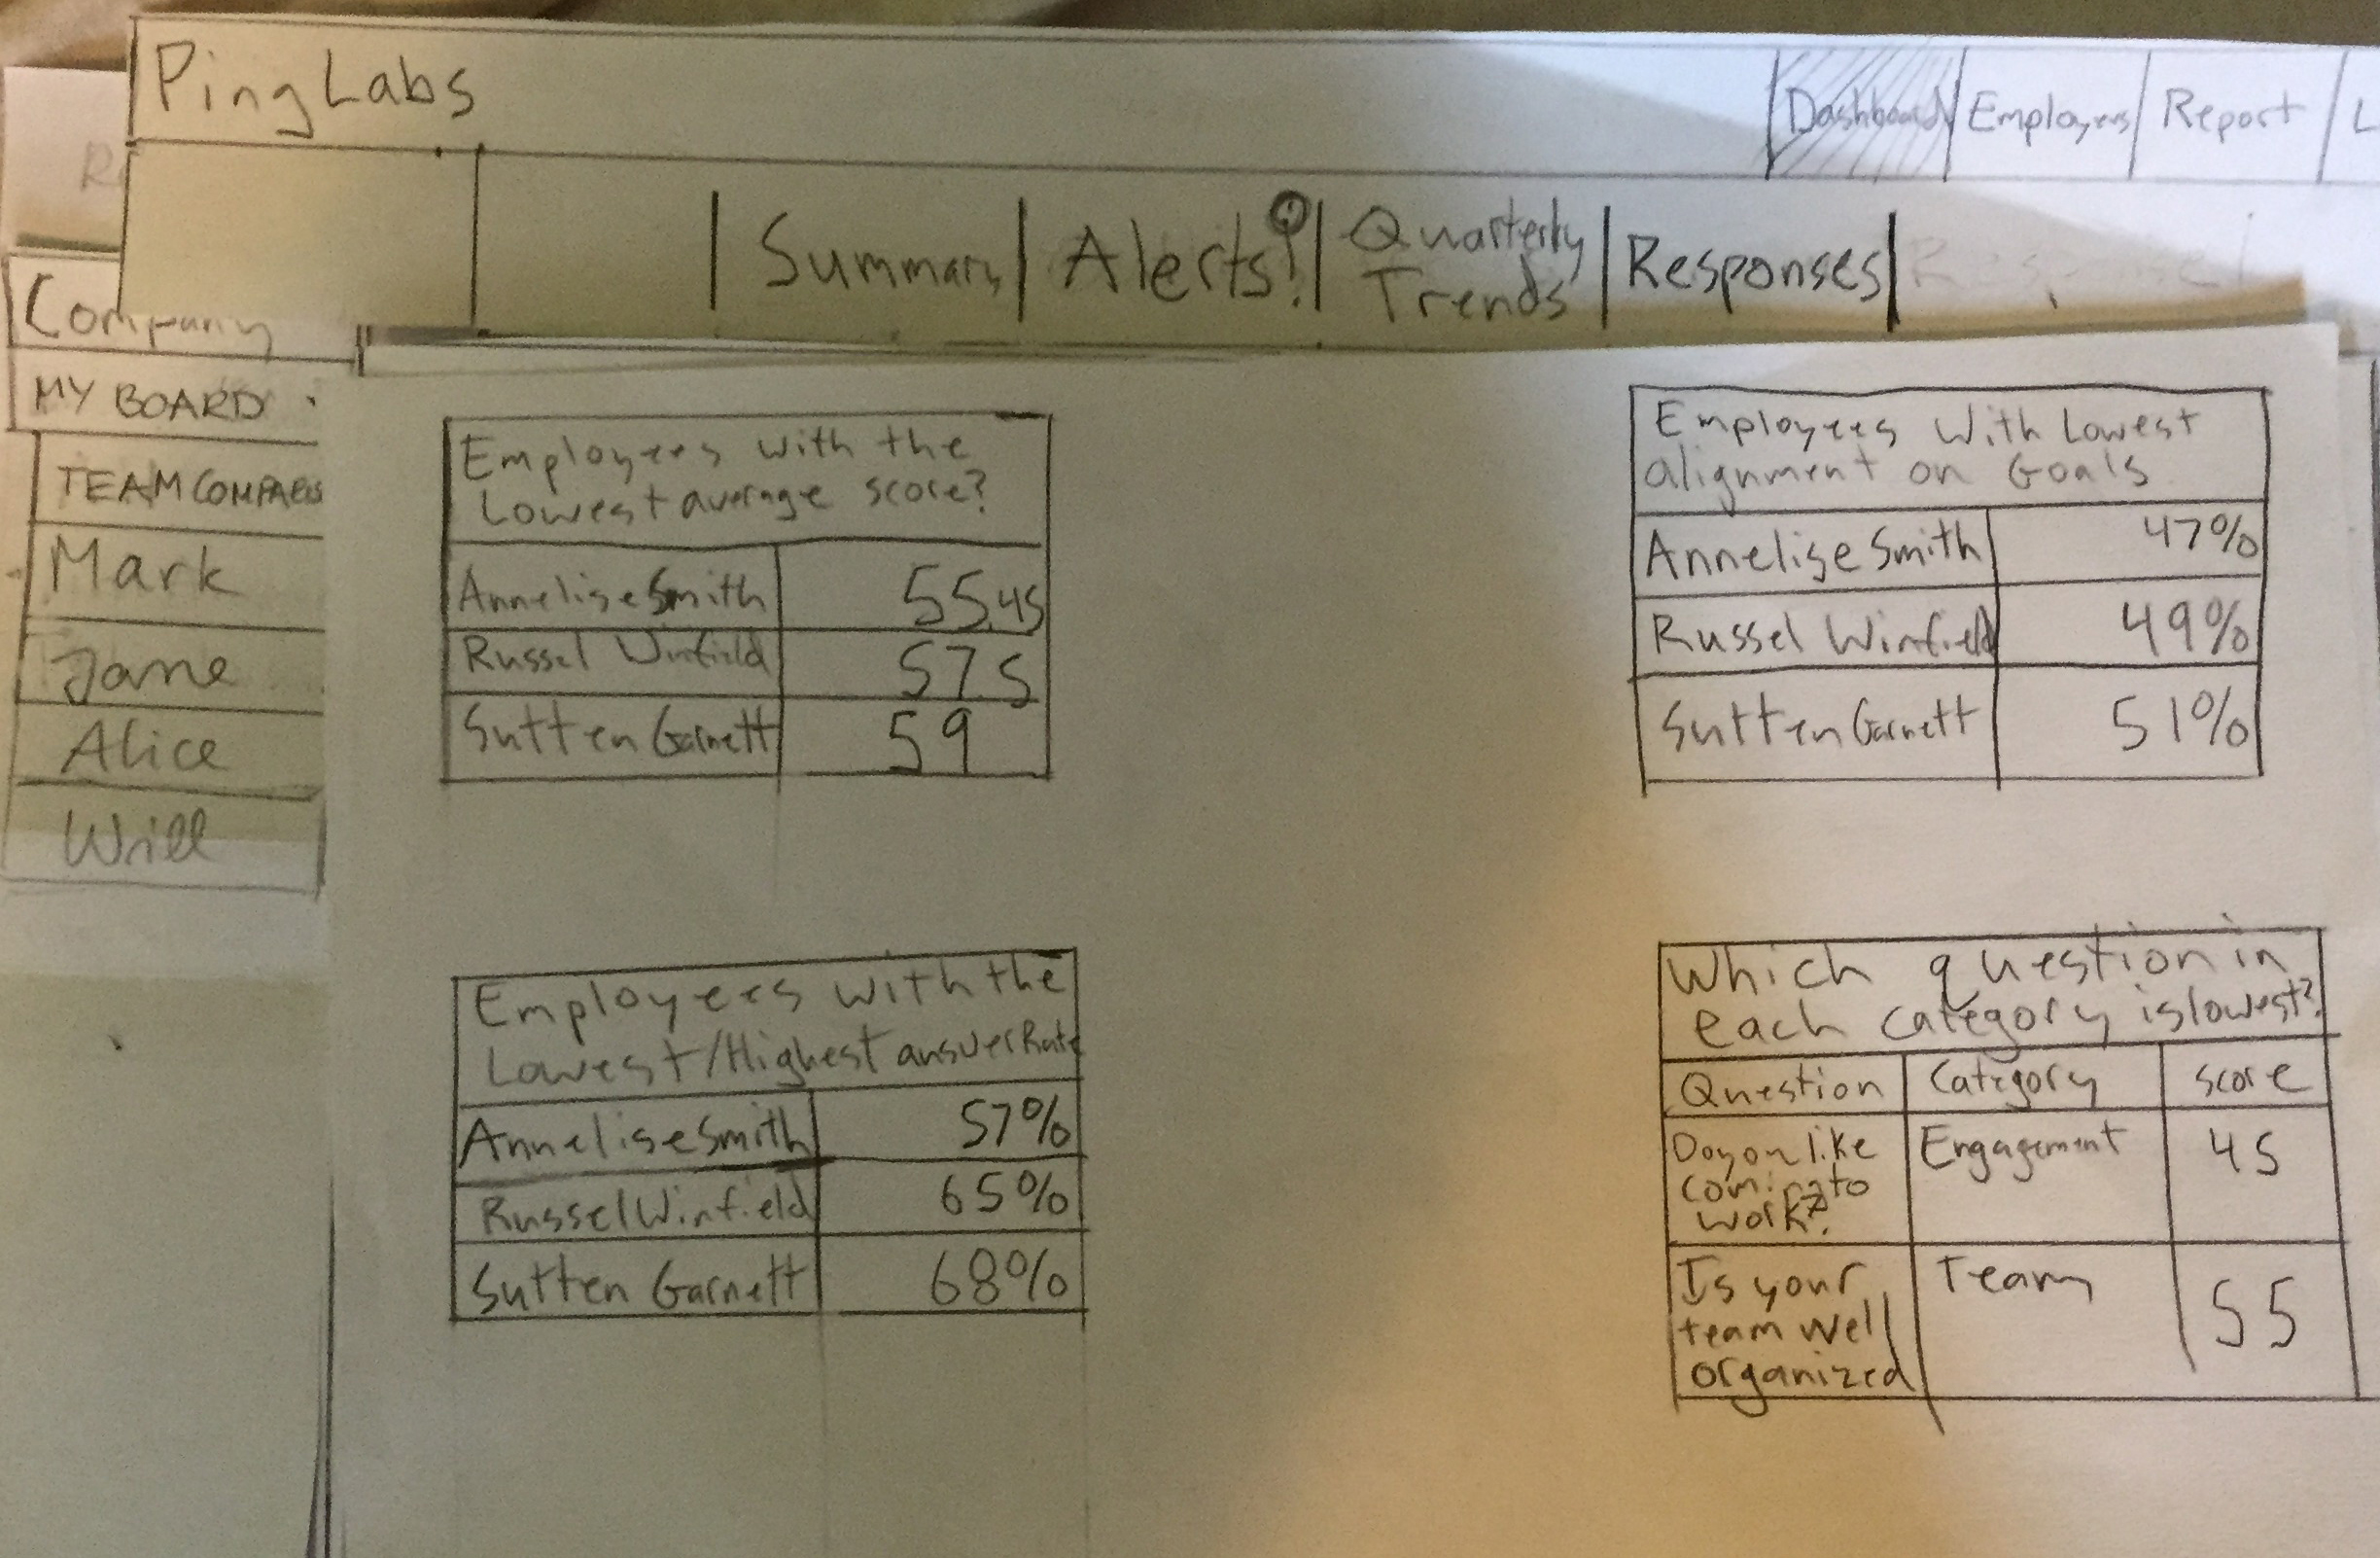 PingLabs
Dashboard Employees Report L
Summary Alerts! Quarterly Responses
Trends
Company
MY BOARD
TEAM COMPARIS
Mark
Jane
Alice
Will
Employees with the
Lowest average score?
Annelise Smith 55.45
Russel Winfield 57.5
Sutten Garnett 59
Employees With Lowest
alignment on Goals
Annelise Smith 47%
Russel Winfield 49%
Sutten Garnett 51%
Employees with the
Lowest/Highest answer Rate
Annelise Smith 57%
Russel Winfield 65%
Sutten Garnett 68%
Which question in
each category is lowest?
Question Category score
Do you like Engagement 45
coming to
work?
Is your Team 55
team well
organized